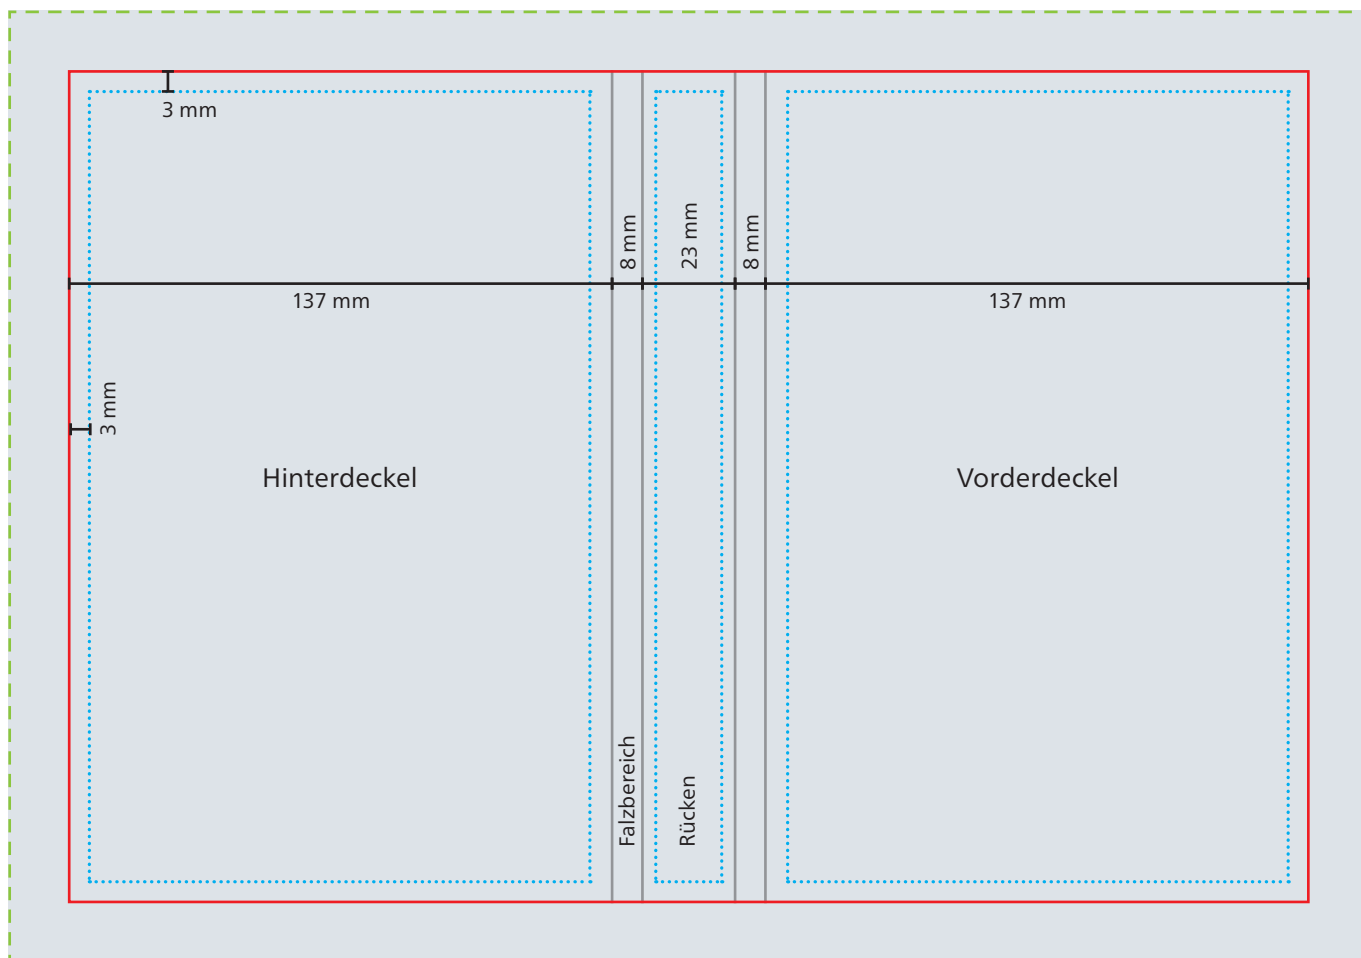 3 mm
8 mm
23 mm
8 mm
137 mm
137 mm
3 mm
Hinterdeckel
Vorderdeckel
Falzbereich
Rücken